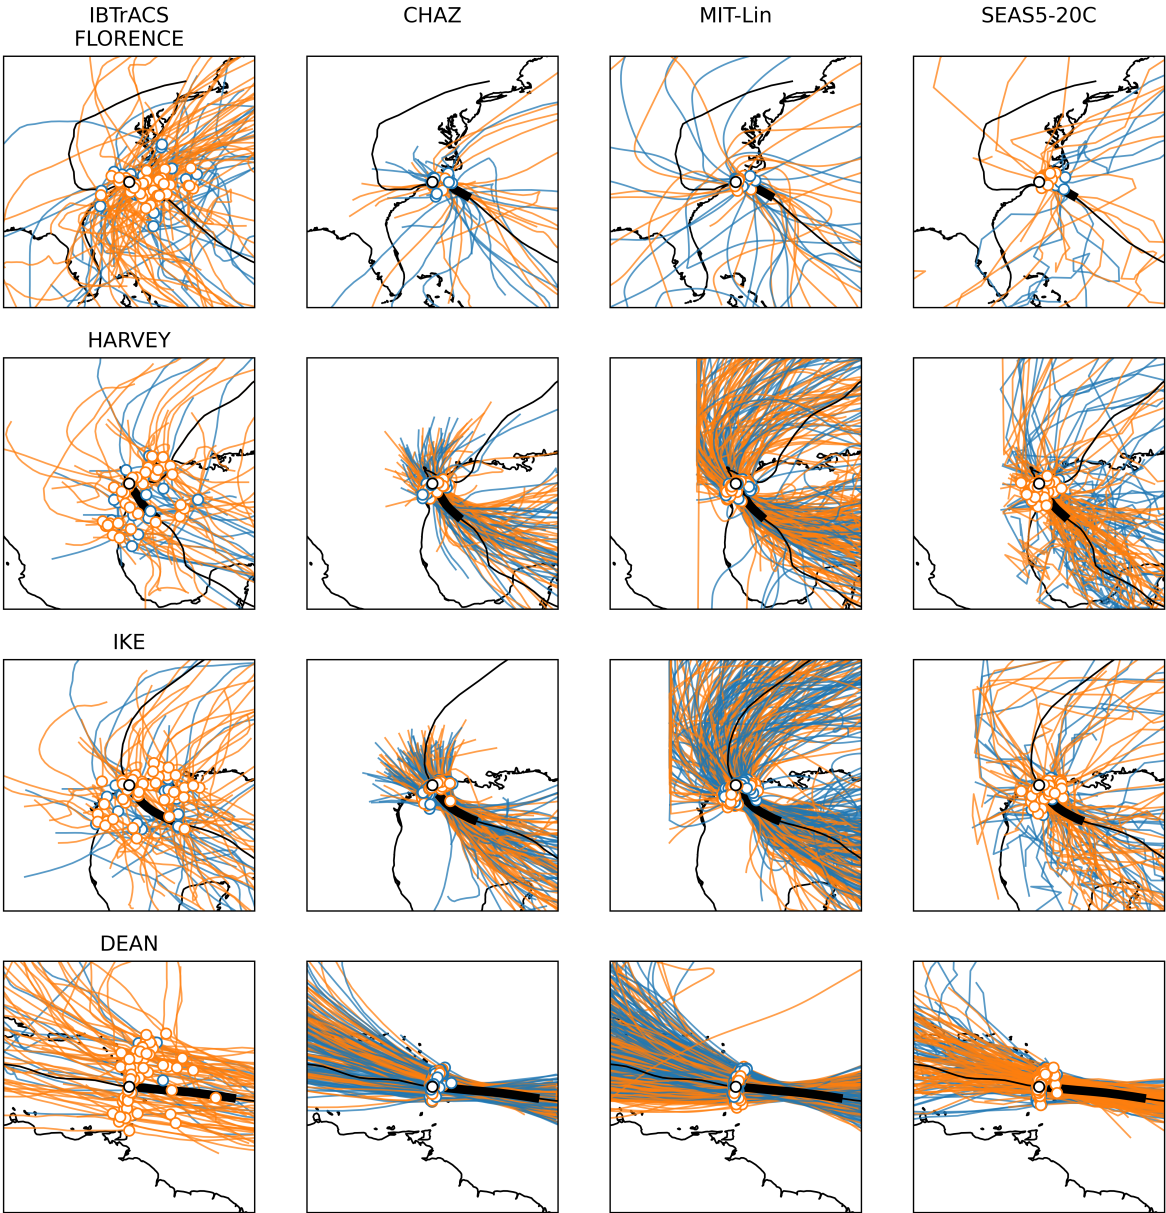 IBTrACS
FLORENCE
CHAZ
MIT-Lin
SEAS5-20C
HARVEY
IKE
DEAN